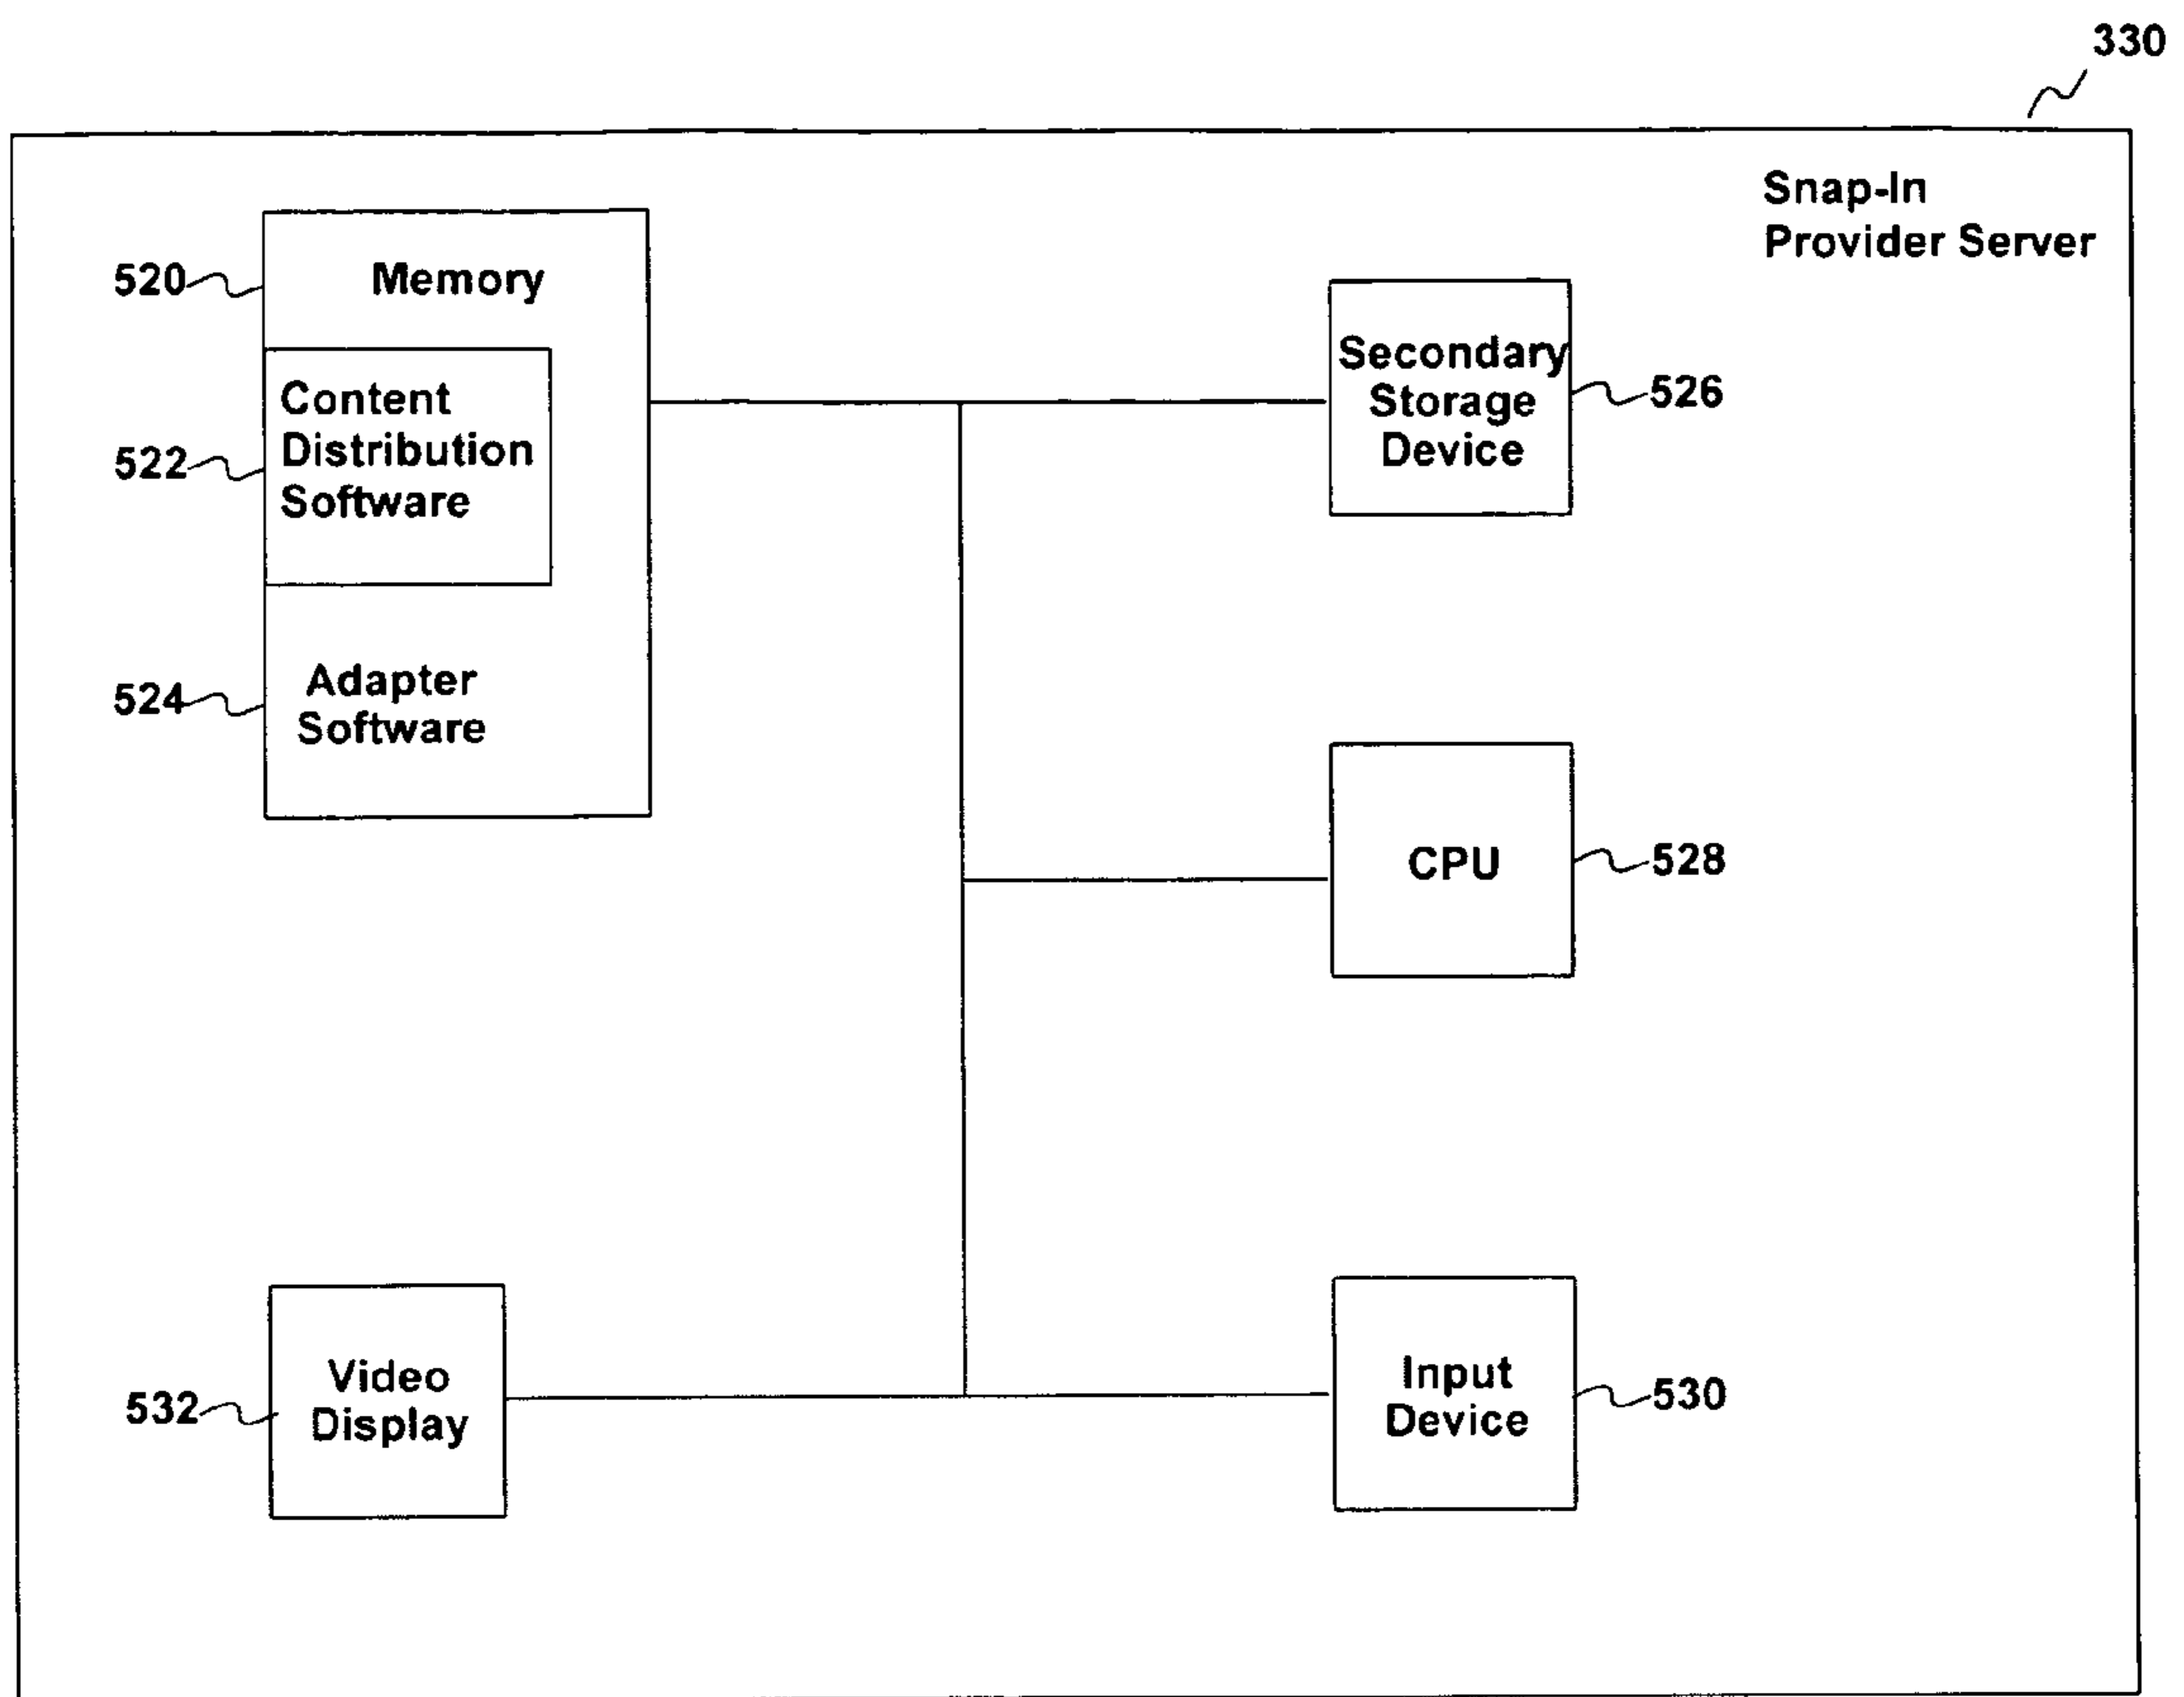 330
Snap-In
Provider Server
520
Memory
522
Content
Distribution
Software
524
Adapter
Software
Secondary
Storage
Device
526
CPU
528
532
Video
Display
Input
Device
530